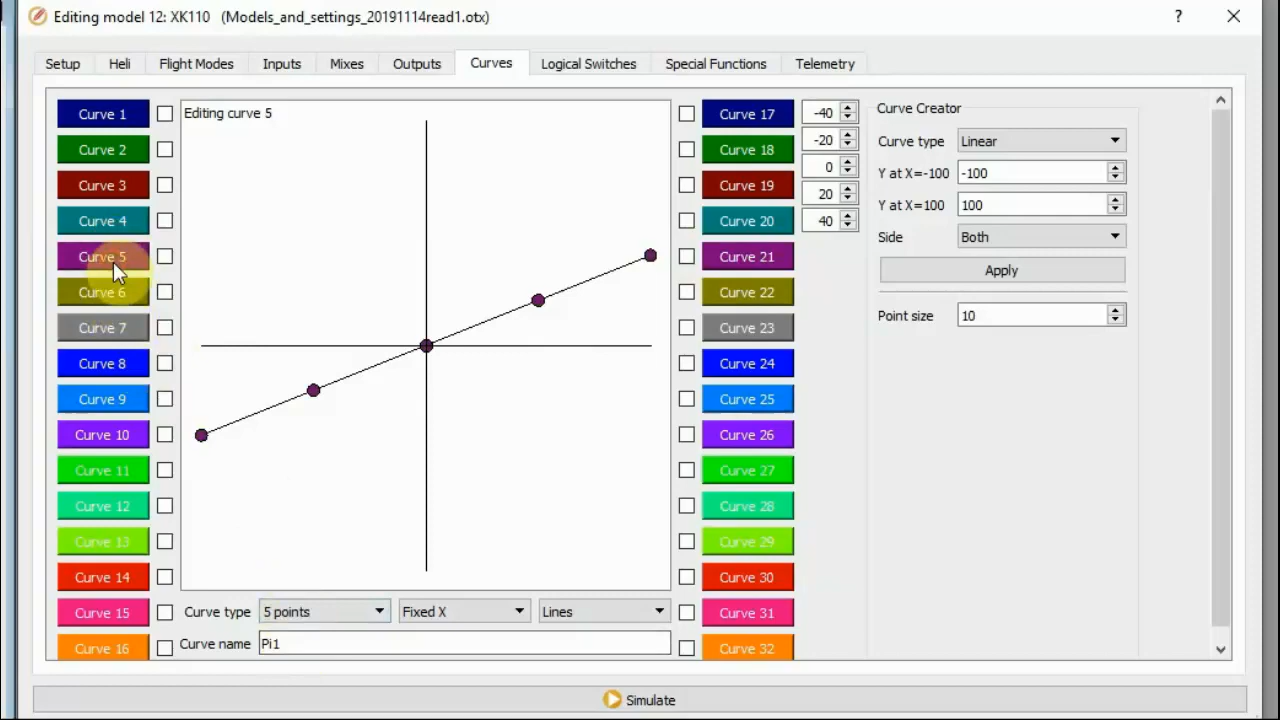 Editing model 12: XK110 (Models_and_settings_20191114read1.otx)
?
Setup Heli Flight Modes Inputs Mixes Outputs Curves Logical Switches Special Functions Telemetry
Curve 1 Editing curve 5 Curve 17 -40 Curve Creator
Curve 2 Curve 18 -20 Curve type Linear
Curve 3 Curve 19 0 Y at X=-100 -100
Curve 4 Curve 20 20 Y at X=100 100
40
Curve 5 Curve 21 Side Both
Apply
Curve 6 Curve 22
Curve 7 Curve 23 Point size 10
Curve 8 Curve 24
Curve 9 Curve 25
Curve 10 Curve 26
Curve 11 Curve 27
Curve 12 Curve 28
Curve 13 Curve 29
Curve 14 Curve 30
Curve 15 Curve type 5 points Fixed X Lines Curve 31
Curve 16 Curve name Pi1 Curve 32
Simulate